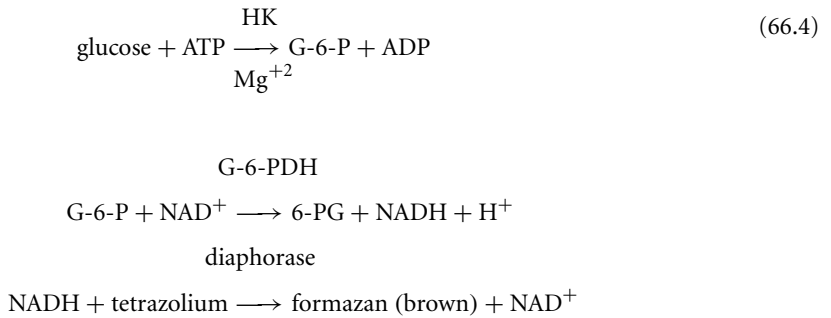 HK
(66.4)
glucose + ATP ⟶ G-6-P + ADP
Mg⁺²
G-6-PDH
G-6-P + NAD⁺ ⟶ 6-PG + NADH + H⁺
diaphorase
NADH + tetrazolium ⟶ formazan (brown) + NAD⁺